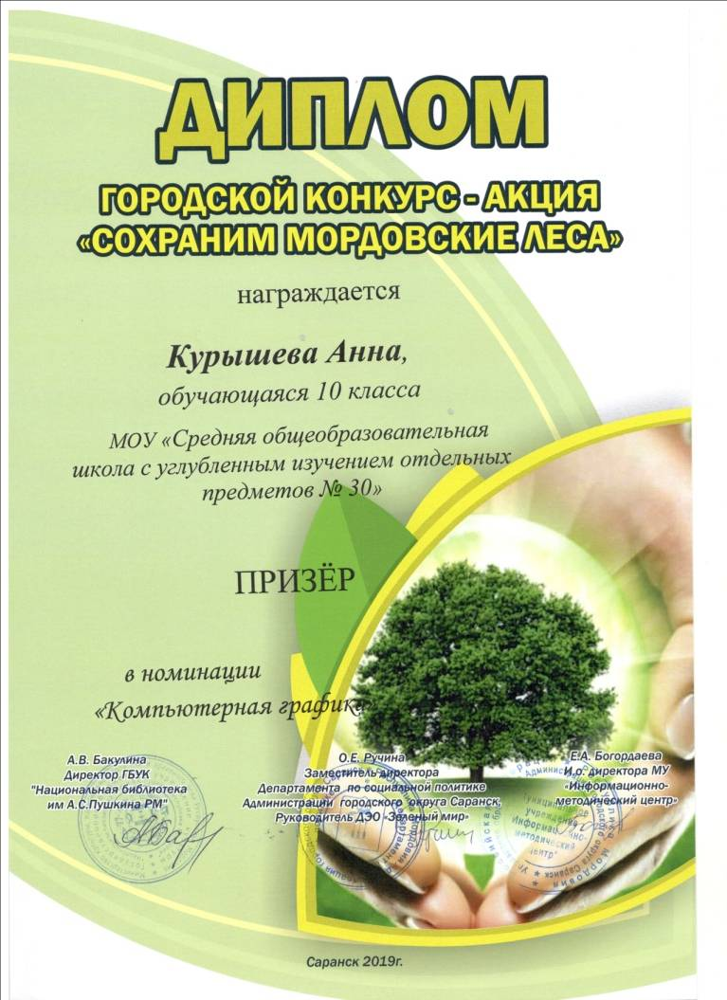 ДИПЛОМ
ГОРОДСКОЙ КОНКУРС - АКЦИЯ
«СОХРАНИМ МОРДОВСКИЕ ЛЕСА»
награждается
Курышева Анна,
обучающаяся 10 класса
МОУ «Средняя общеобразовательная
школа с углубленным изучением отдельных
предметов № 30»
ПРИЗЁР
в номинации
«Компьютерная графика»
А.В. Бакулина
Директор ГБУК
"Национальная библиотека
им А.С.Пушкина РМ"
О.Е. Ручина
Заместитель директора
Департамента по социальной политике
Администрации городского округа Саранск,
Руководитель ДЭО «Зеленый мир»
Е.А. Богордаева
И.о. директора МУ
«Информационно-
методический центр»
Саранск 2019г.